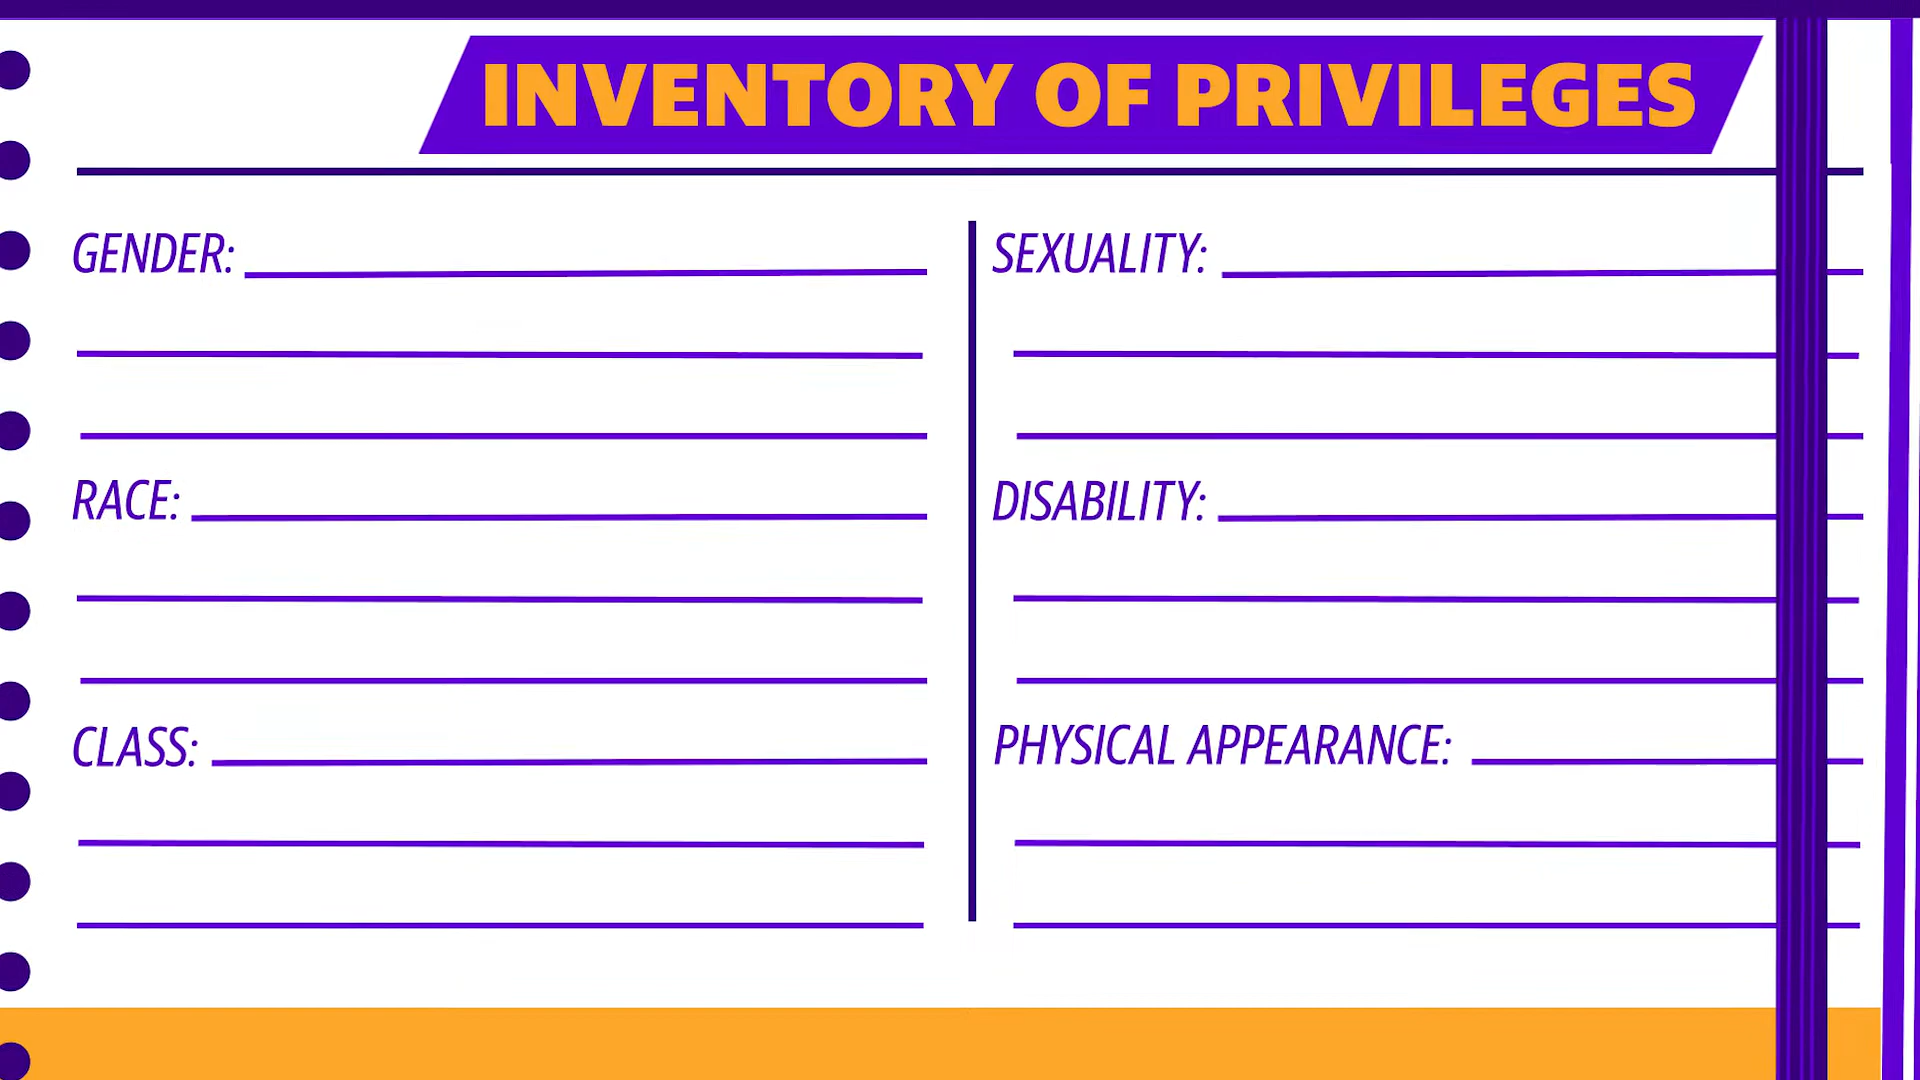 INVENTORY OF PRIVILEGES
GENDER:
RACE:
CLASS:
SEXUALITY:
DISABILITY:
PHYSICAL APPEARANCE: